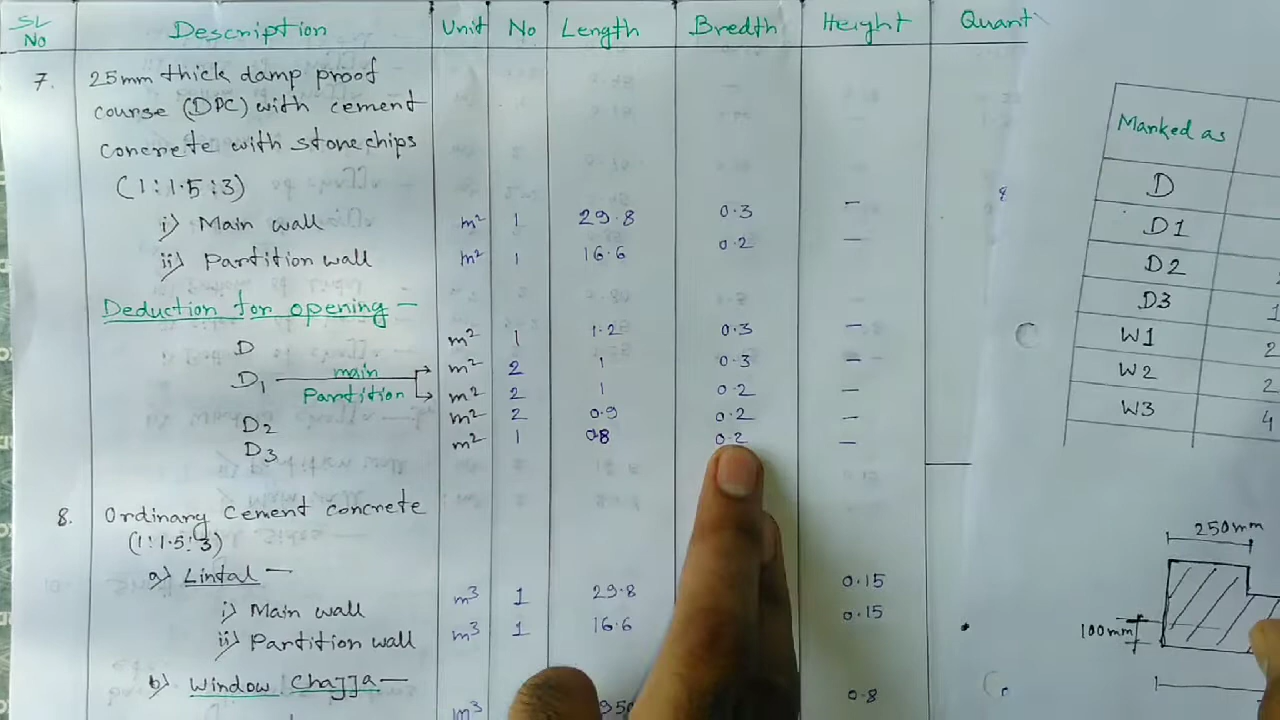 SL No Description Unit No Length Bredth Height Quant
7. 25mm thick damp proof
course (DPC) with cement
concrete with stone chips
(1:1.5:3)
i) Main wall m² 1 29.8 0.3 —
ii) Partition wall m² 1 16.6 0.2 —
Deduction for opening —
D m² 1 1.2 0.3 —
D1 main m² 2 1 0.3 —
Partition m² 2 1 0.2 —
D2 m² 2 0.9 0.2 —
D3 m² 1 0.8 0.2 —
8. Ordinary cement concrete
(1:1.5:3)
a) Lintal —
i) Main wall m³ 1 29.8 0.15
ii) Partition wall m³ 1 16.6 0.15
b) Window Chajja —
m³ 0.8
Marked as
D
D1
D2
D3 1
W1 2
W2 2
W3 4
250mm
100mm